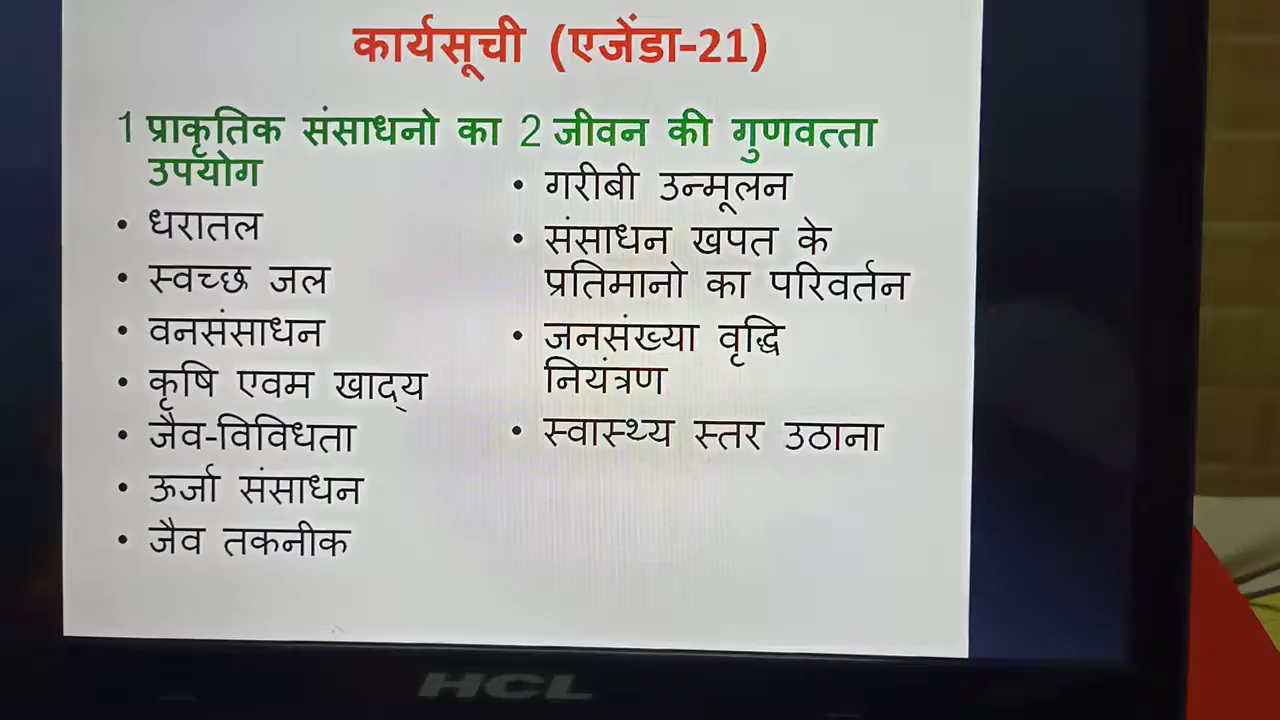 कार्यसूची (एजेंडा-21)
1 प्राकृतिक संसाधनो का
उपयोग
• धरातल
• स्वच्छ जल
• वनसंसाधन
• कृषि एवम खाद्य
• जैव-विविधता
• ऊर्जा संसाधन
• जैव तकनीक
2 जीवन की गुणवत्ता
• गरीबी उन्मूलन
• संसाधन खपत के
प्रतिमानो का परिवर्तन
• जनसंख्या वृद्धि
नियंत्रण
• स्वास्थ्य स्तर उठाना
HCL